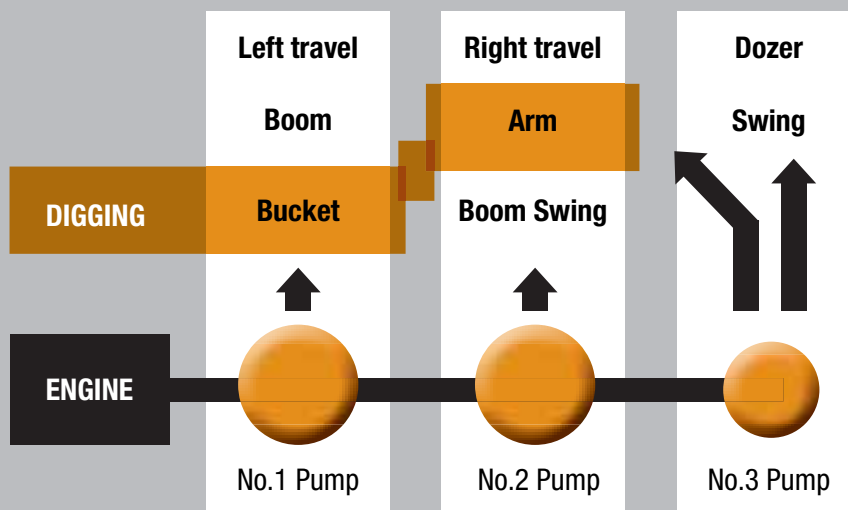 Left travel
Right travel
Dozer
Boom
Arm
Swing
DIGGING
Bucket
Boom Swing
ENGINE
No.1 Pump
No.2 Pump
No.3 Pump